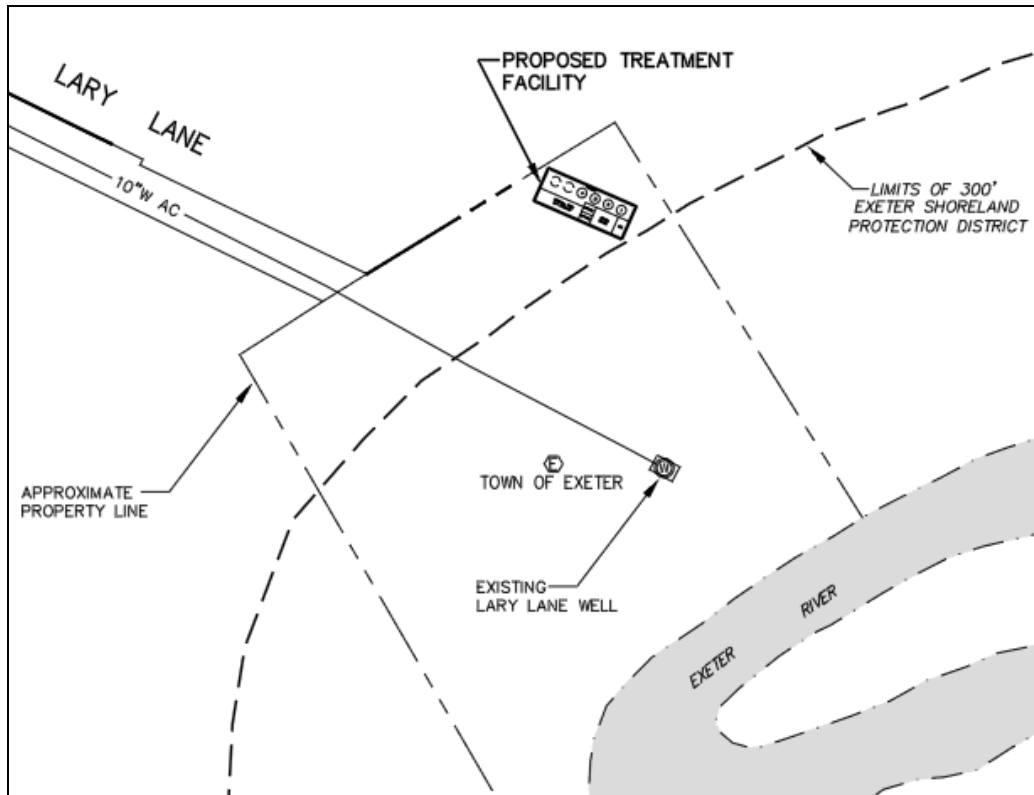 LARY LANE
PROPOSED TREATMENT
FACILITY
10"W AC
LIMITS OF 300'
EXETER SHORELAND
PROTECTION DISTRICT
E
TOWN OF EXETER
APPROXIMATE
PROPERTY LINE
EXISTING
LARY LANE WELL
EXETER RIVER